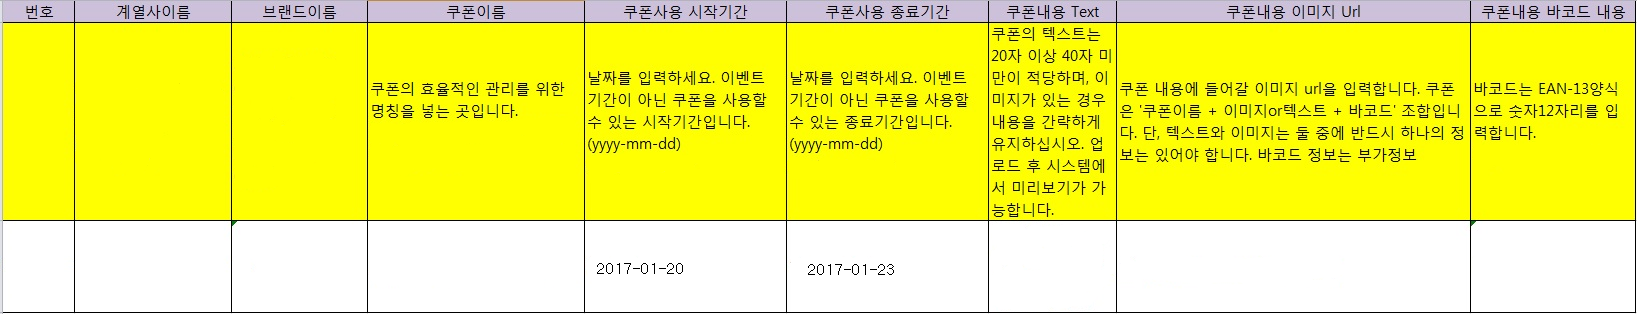 번호 계열사이름 브랜드이름 쿠폰이름 쿠폰사용 시작기간 쿠폰사용 종료기간 쿠폰내용 Text 쿠폰내용 이미지 Url 쿠폰내용 바코드 내용
쿠폰의 효율적인 관리를 위한
명칭을 넣는 곳입니다.
날짜를 입력하세요. 이벤트
기간이 아닌 쿠폰을 사용할
수 있는 시작기간입니다.
(yyyy-mm-dd)
날짜를 입력하세요. 이벤트
기간이 아닌 쿠폰을 사용할
수 있는 종료기간입니다.
(yyyy-mm-dd)
쿠폰의 텍스트는
20자 이상 40자 미
만이 적당하며, 이
미지가 있는 경우
내용을 간략하게
유지하십시오. 업
로드 후 시스템에
서 미리보기가 가
능합니다.
쿠폰 내용에 들어갈 이미지 url을 입력합니다. 쿠폰
은 '쿠폰이름 + 이미지or텍스트 + 바코드' 조합입니
다. 단, 텍스트와 이미지는 둘 중에 반드시 하나의 정
보는 있어야 합니다. 바코드 정보는 부가정보
바코드는 EAN-13양식
으로 숫자12자리를 입
력합니다.
2017-01-20 2017-01-23